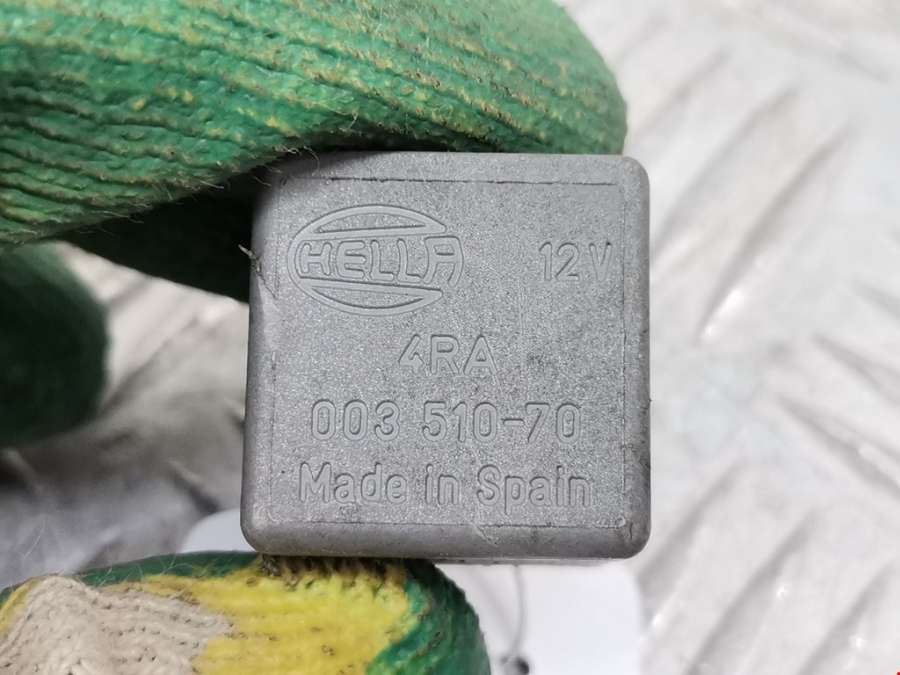 HELLA 12V
4RA
003 510-70
Made in Spain